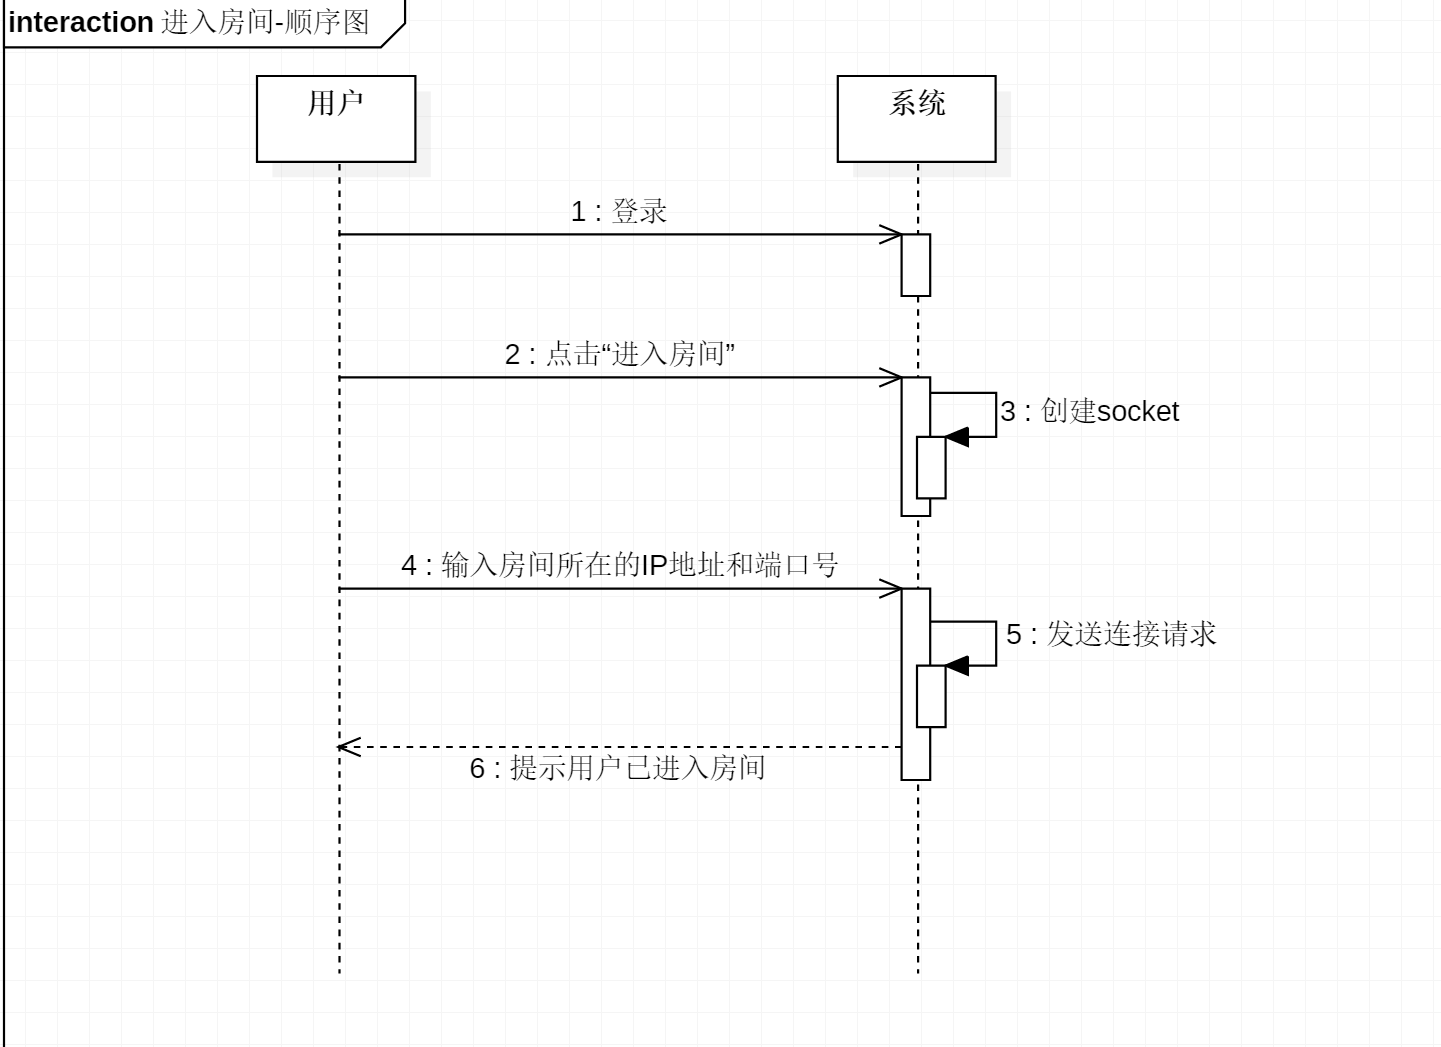 interaction 进入房间-顺序图
用户
系统
1 : 登录
2 : 点击“进入房间”
3 : 创建socket
4 : 输入房间所在的IP地址和端口号
5 : 发送连接请求
6 : 提示用户已进入房间